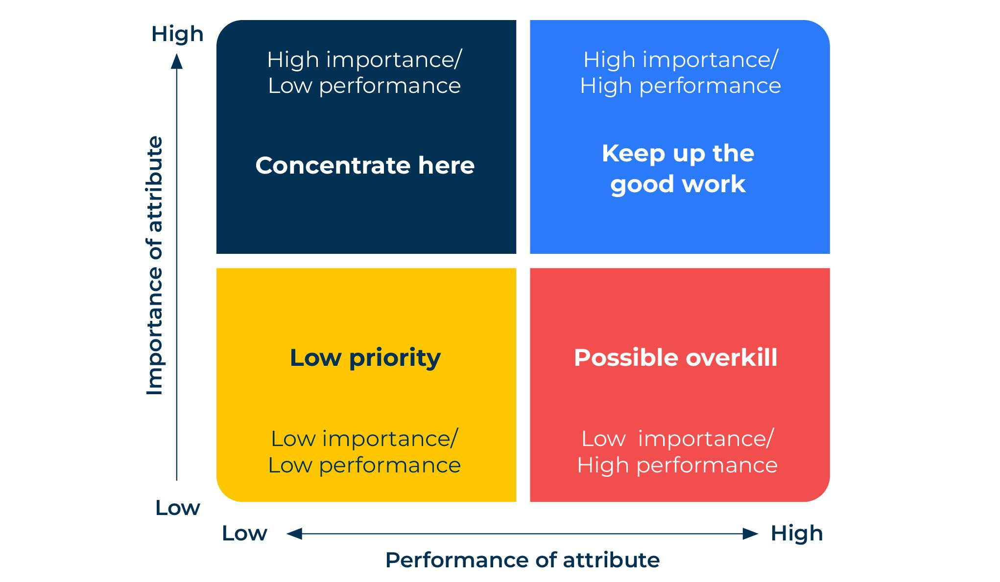 High
High importance/
Low performance
High importance/
High performance
Concentrate here
Keep up the
good work
Importance of attribute
Low priority
Possible overkill
Low importance/
Low performance
Low  importance/
High performance
Low
Low
High
Performance of attribute